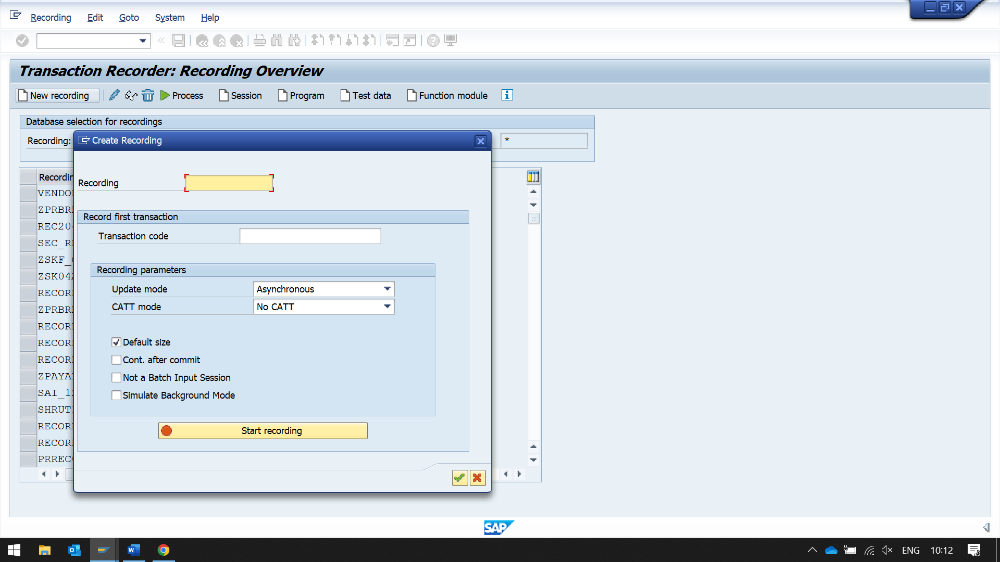 Recording Edit Goto System Help
Transaction Recorder: Recording Overview
New recording Process Session Program Test data Function module
Database selection for recordings
Recording: *
Create Recording
Recording
Record first transaction
Transaction code
Recording parameters
Update mode Asynchronous
CATT mode No CATT
Default size
Cont. after commit
Not a Batch Input Session
Simulate Background Mode
Start recording
Recordin
VENDO
ZPRBR
REC20
SEC_R
ZSKF_
ZSK04
RECOR
ZPRBR
RECOR
RECOR
RECOR
ZPAYA
SAI_1
SHRUT
RECOR
RECOR
PRREC
SAP
ENG 10:12